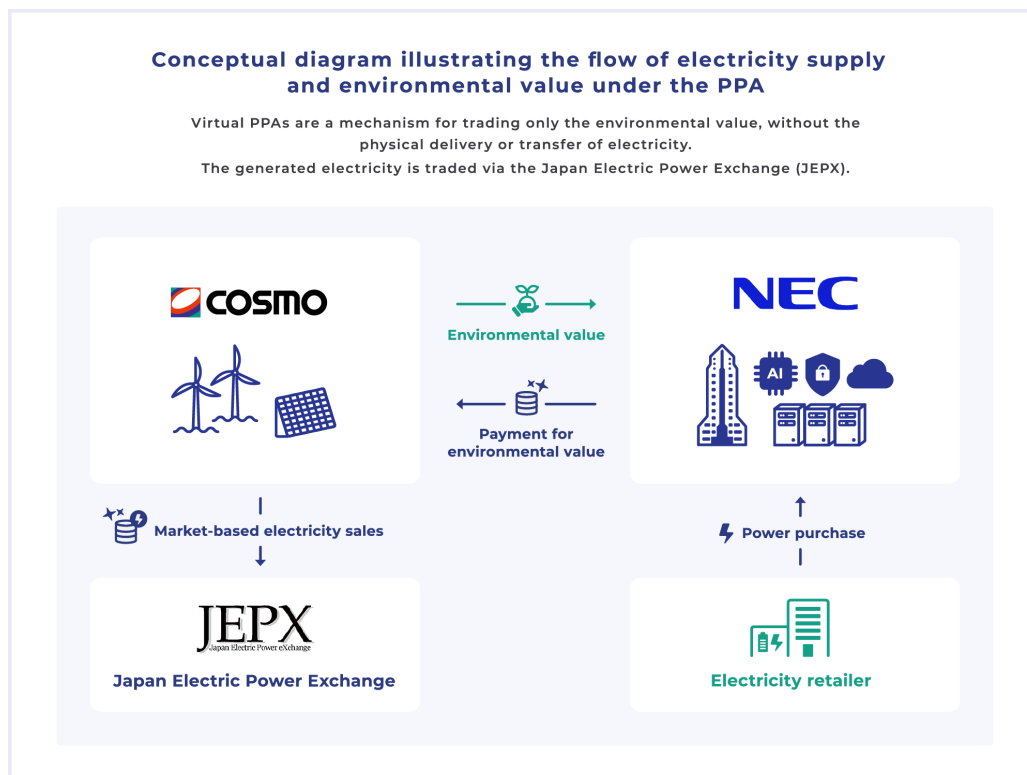 Conceptual diagram illustrating the flow of electricity supply
and environmental value under the PPA
Virtual PPAs are a mechanism for trading only the environmental value, without the
physical delivery or transfer of electricity.
The generated electricity is traded via the Japan Electric Power Exchange (JEPX).
COSMO
NEC
AI
Environmental value
Payment for
environmental value
Market-based electricity sales
Power purchase
JEPX
Japan Electric Power eXchange
Japan Electric Power Exchange
Electricity retailer